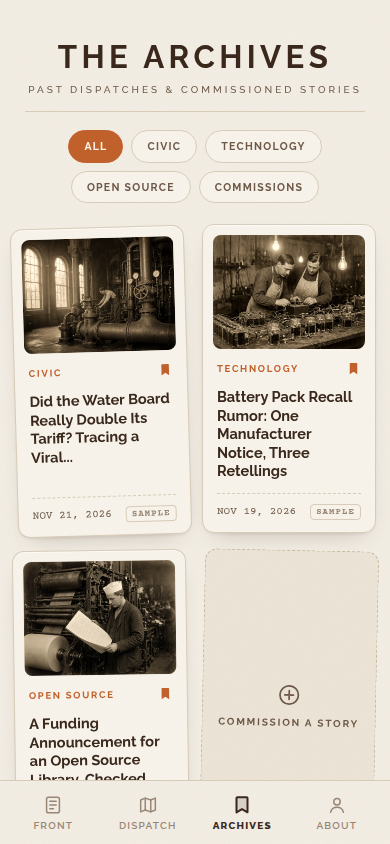 THE ARCHIVES
PAST DISPATCHES & COMMISSIONED STORIES
ALL
CIVIC
TECHNOLOGY
OPEN SOURCE
COMMISSIONS
CIVIC
Did the Water Board
Really Double Its
Tariff? Tracing a
Viral...
NOV 21, 2026
SAMPLE
TECHNOLOGY
Battery Pack Recall
Rumor: One
Manufacturer
Notice, Three
Retellings
NOV 19, 2026
SAMPLE
OPEN SOURCE
A Funding
Announcement for
an Open Source
Library, Checked
COMMISSION A STORY
FRONT
DISPATCH
ARCHIVES
ABOUT